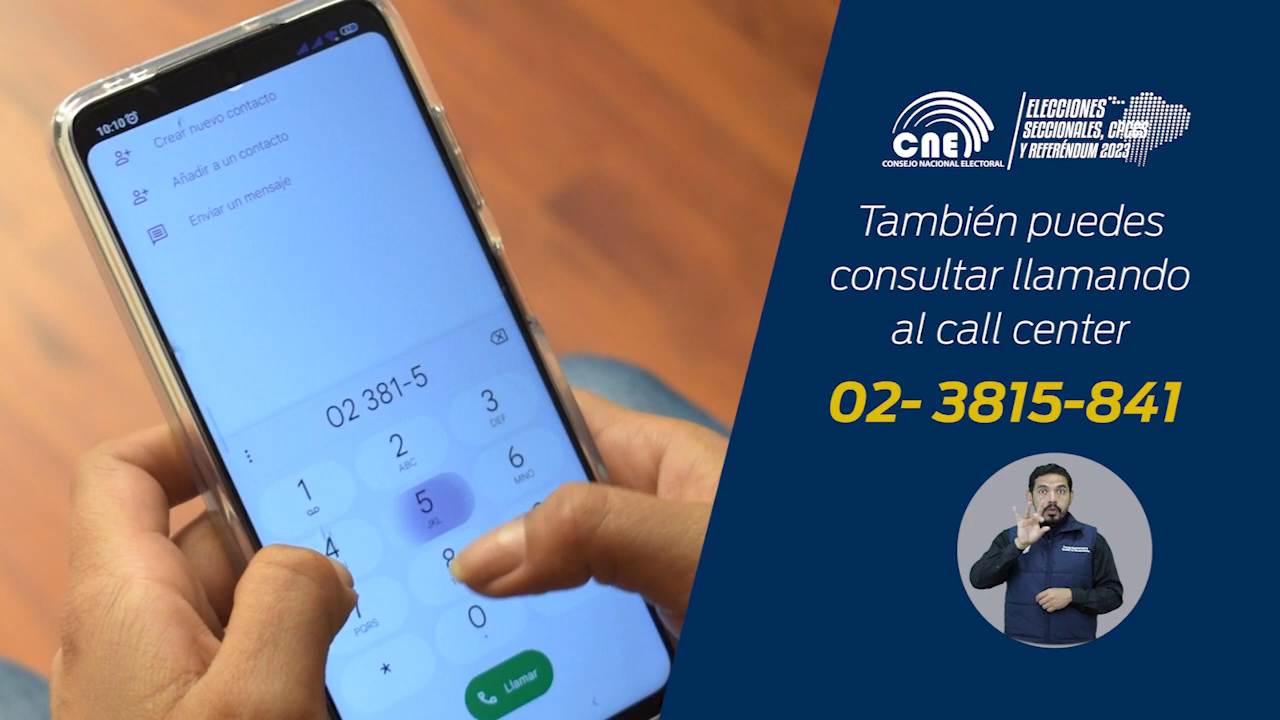 10:10
Crear nuevo contacto
Añadir a un contacto
Enviar un mensaje
02 381-5
1
2
ABC
3
DEF
4
5
JKL
6
MNO
PQRS
8
*
0
Llamar
CNE
CONSEJO NACIONAL ELECTORAL
ELECCIONES
SECCIONALES, CPCCS
Y REFERÉNDUM 2023
También puedes
consultar llamando
al call center
02- 3815-841